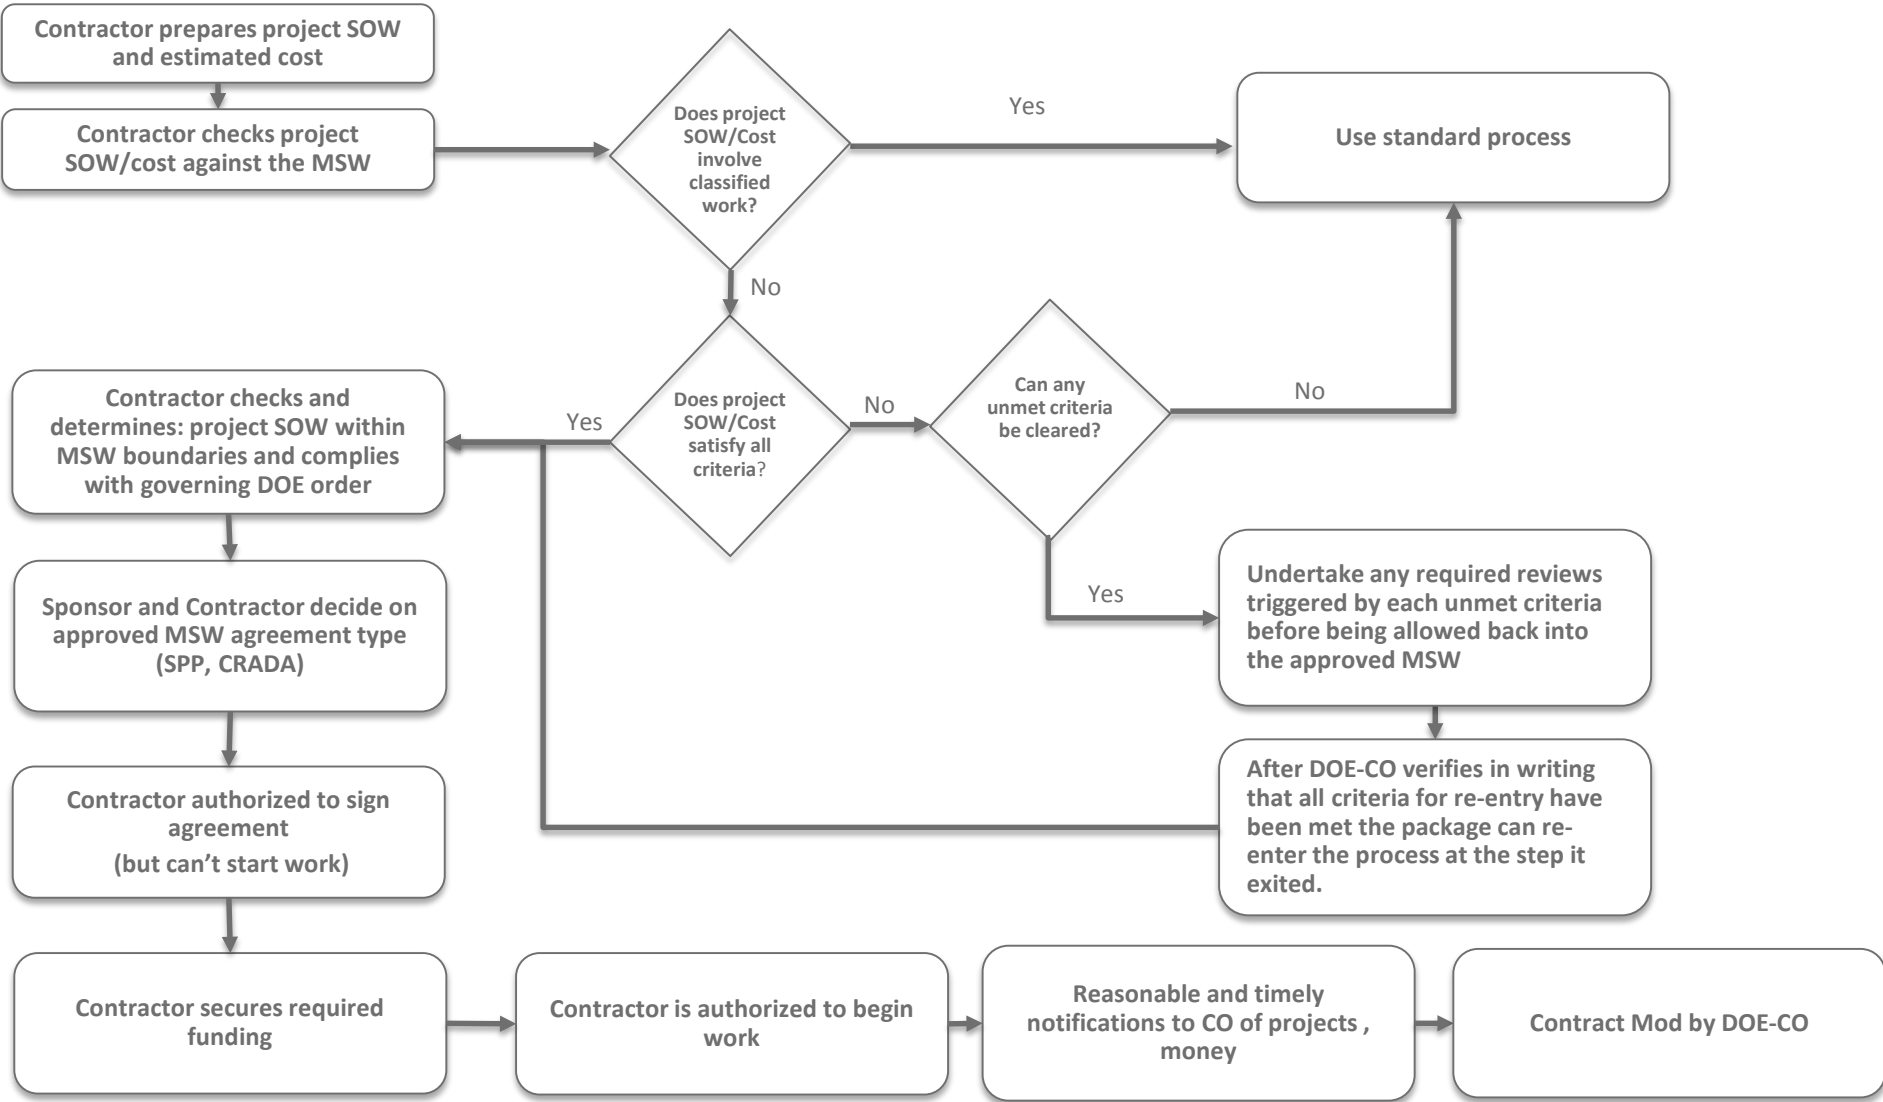 Contractor prepares project SOW
and estimated cost
Contractor checks project
SOW/cost against the MSW
Does project
SOW/Cost
involve
classified
work?
Yes
Use standard process
No
Does project
SOW/Cost
satisfy all
criteria?
Yes
No
Can any
unmet criteria
be cleared?
No
Yes
Contractor checks and
determines: project SOW within
MSW boundaries and complies
with governing DOE order
Sponsor and Contractor decide on
approved MSW agreement type
(SPP, CRADA)
Contractor authorized to sign
agreement
(but can't start work)
Undertake any required reviews
triggered by each unmet criteria
before being allowed back into
the approved MSW
After DOE-CO verifies in writing
that all criteria for re-entry have
been met the package can re-
enter the process at the step it
exited.
Contractor secures required
funding
Contractor is authorized to begin
work
Reasonable and timely
notifications to CO of projects ,
money
Contract Mod by DOE-CO